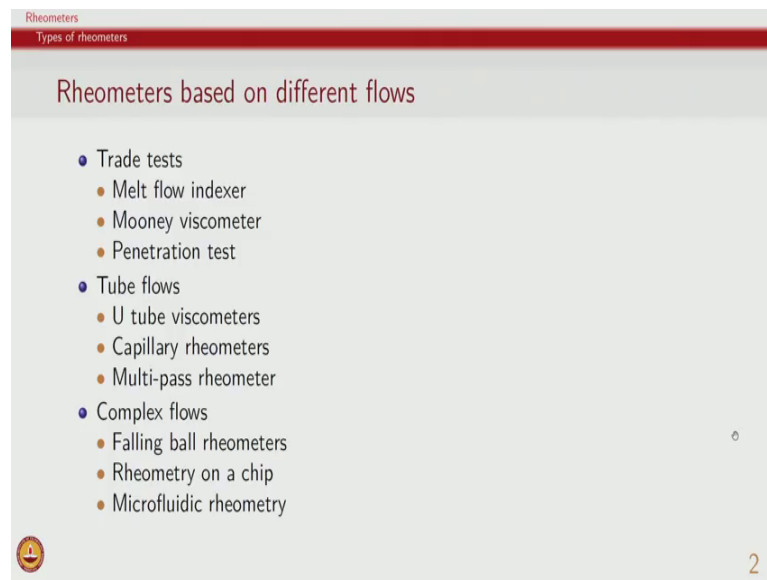 Rheometers
Types of rheometers
Rheometers based on different flows
Trade tests
Melt flow indexer
Mooney viscometer
Penetration test
Tube flows
U tube viscometers
Capillary rheometers
Multi-pass rheometer
Complex flows
Falling ball rheometers
Rheometry on a chip
Microfluidic rheometry
2